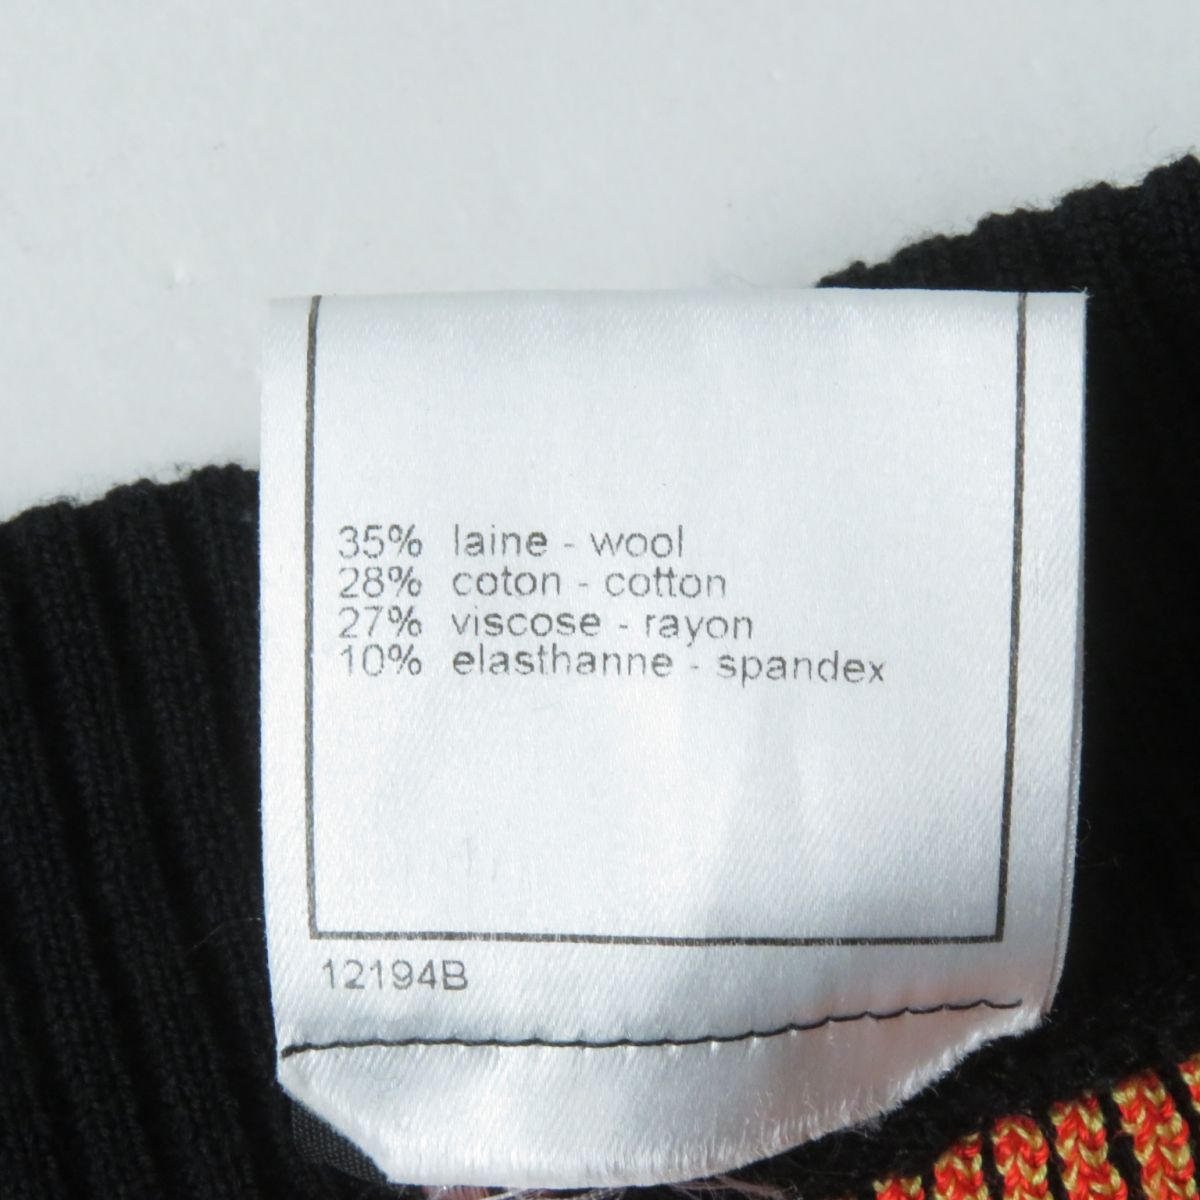 35% laine - wool
28% coton - cotton
27% viscose - rayon
10% elasthanne - spandex
12194B